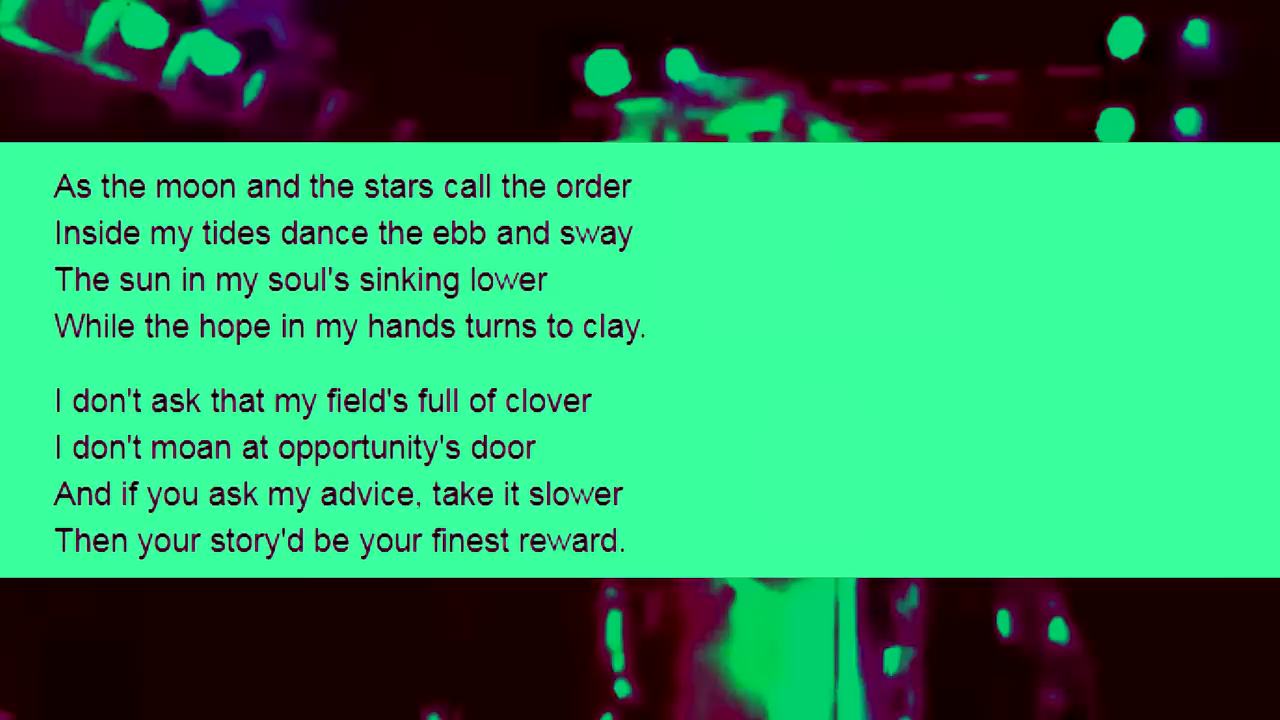 As the moon and the stars call the order
Inside my tides dance the ebb and sway
The sun in my soul's sinking lower
While the hope in my hands turns to clay.
I don't ask that my field's full of clover
I don't moan at opportunity's door
And if you ask my advice, take it slower
Then your story'd be your finest reward.